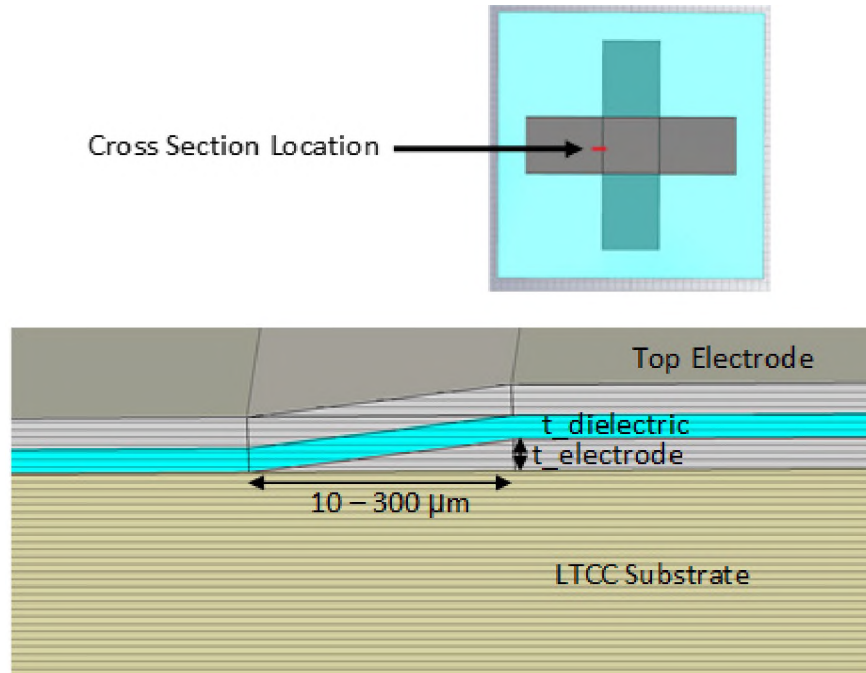 Cross Section Location
Top Electrode
t_dielectric
t_electrode
10 – 300 µm
LTCC Substrate